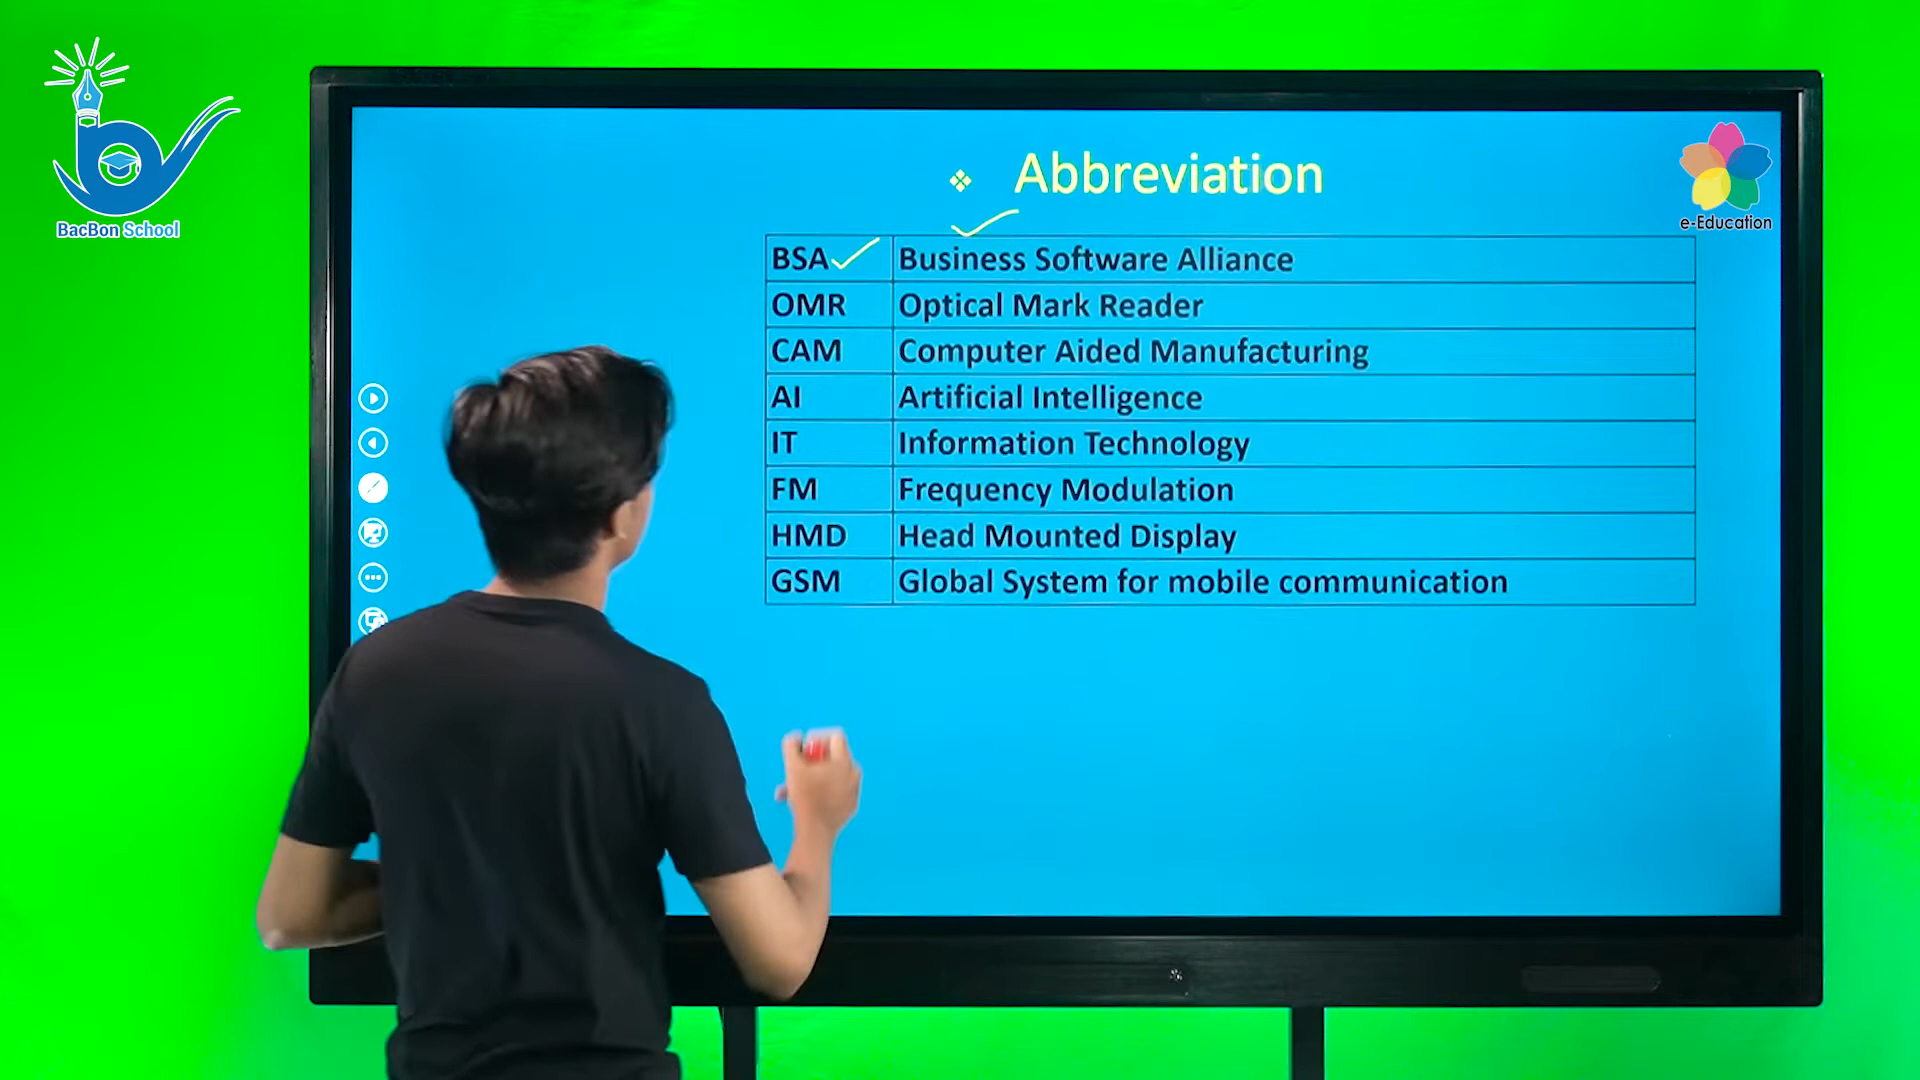 BacBon School
❖ Abbreviation
e-Education
BSA Business Software Alliance
OMR Optical Mark Reader
CAM Computer Aided Manufacturing
AI Artificial Intelligence
IT Information Technology
FM Frequency Modulation
HMD Head Mounted Display
GSM Global System for mobile communication